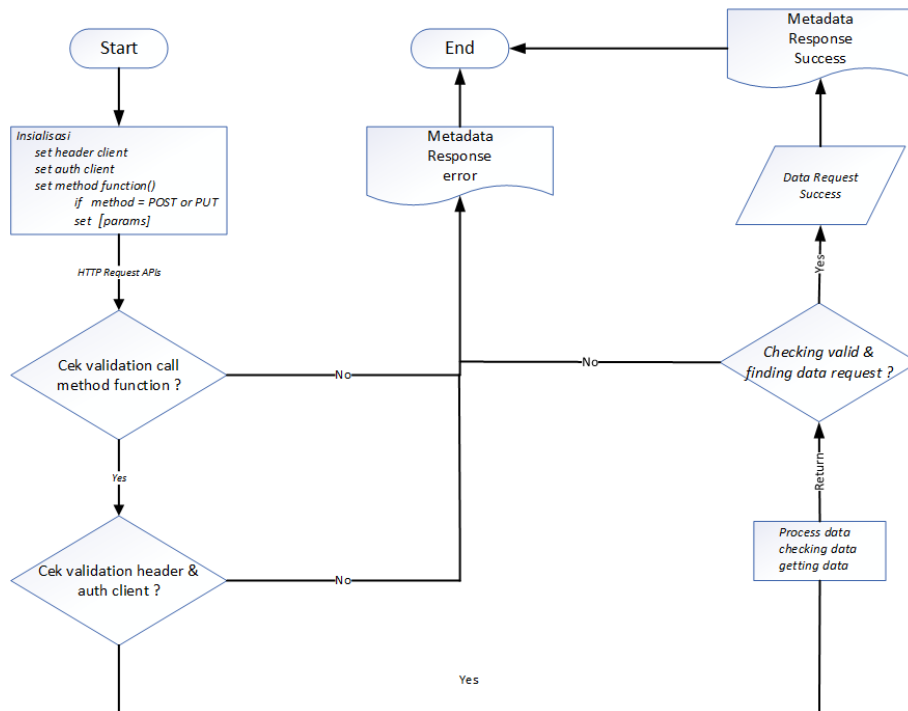 Start
End
Metadata
Response
Success
Insialisasi
set header client
set auth client
set method function()
if method = POST or PUT
set [params]
Metadata
Response
error
Data Request
Success
HTTP Request APIs
Yes
Cek validation call
method function ?
No
No
Checking valid &
finding data request ?
Yes
Return
Cek validation header &
auth client ?
No
Process data
checking data
getting data
Yes